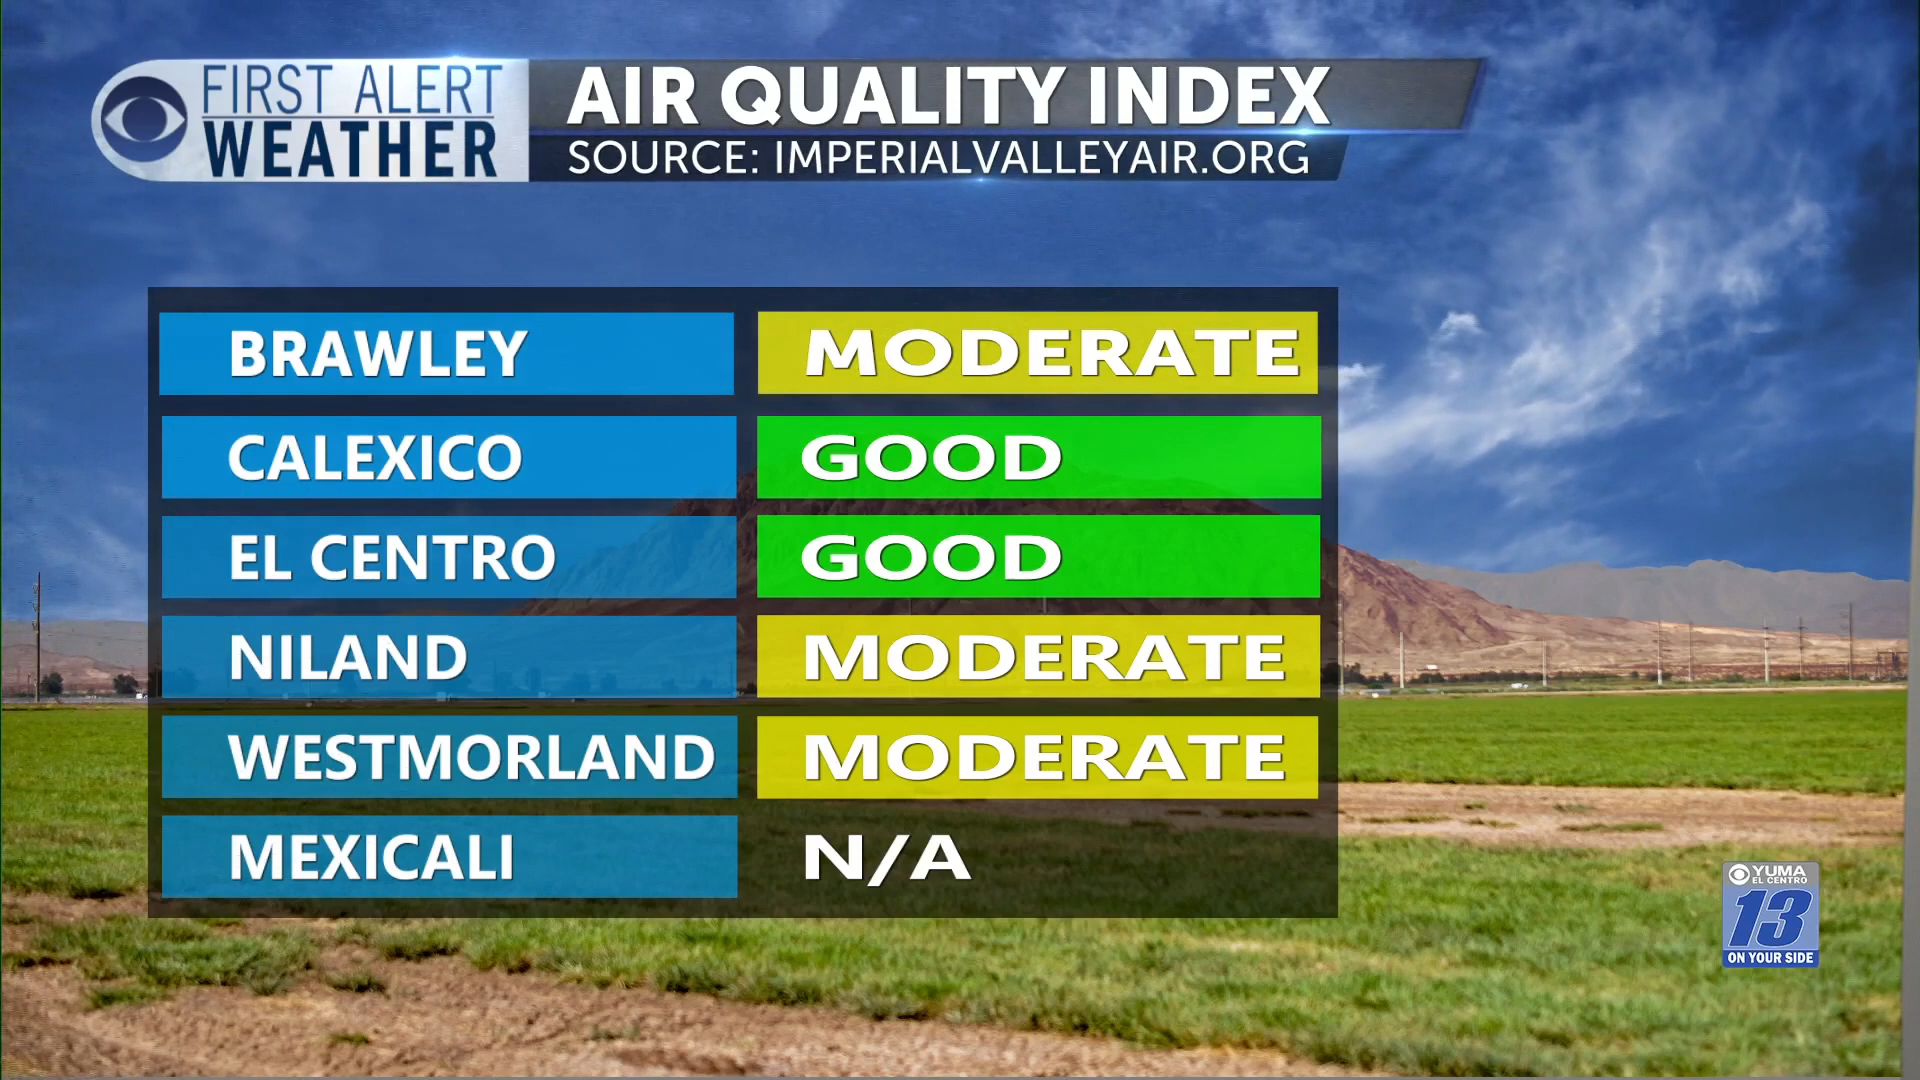 FIRST ALERT
WEATHER
AIR QUALITY INDEX
SOURCE: IMPERIALVALLEYAIR.ORG
BRAWLEY MODERATE
CALEXICO GOOD
EL CENTRO GOOD
NILAND MODERATE
WESTMORLAND MODERATE
MEXICALI N/A
YUMA
EL CENTRO
13
ON YOUR SIDE